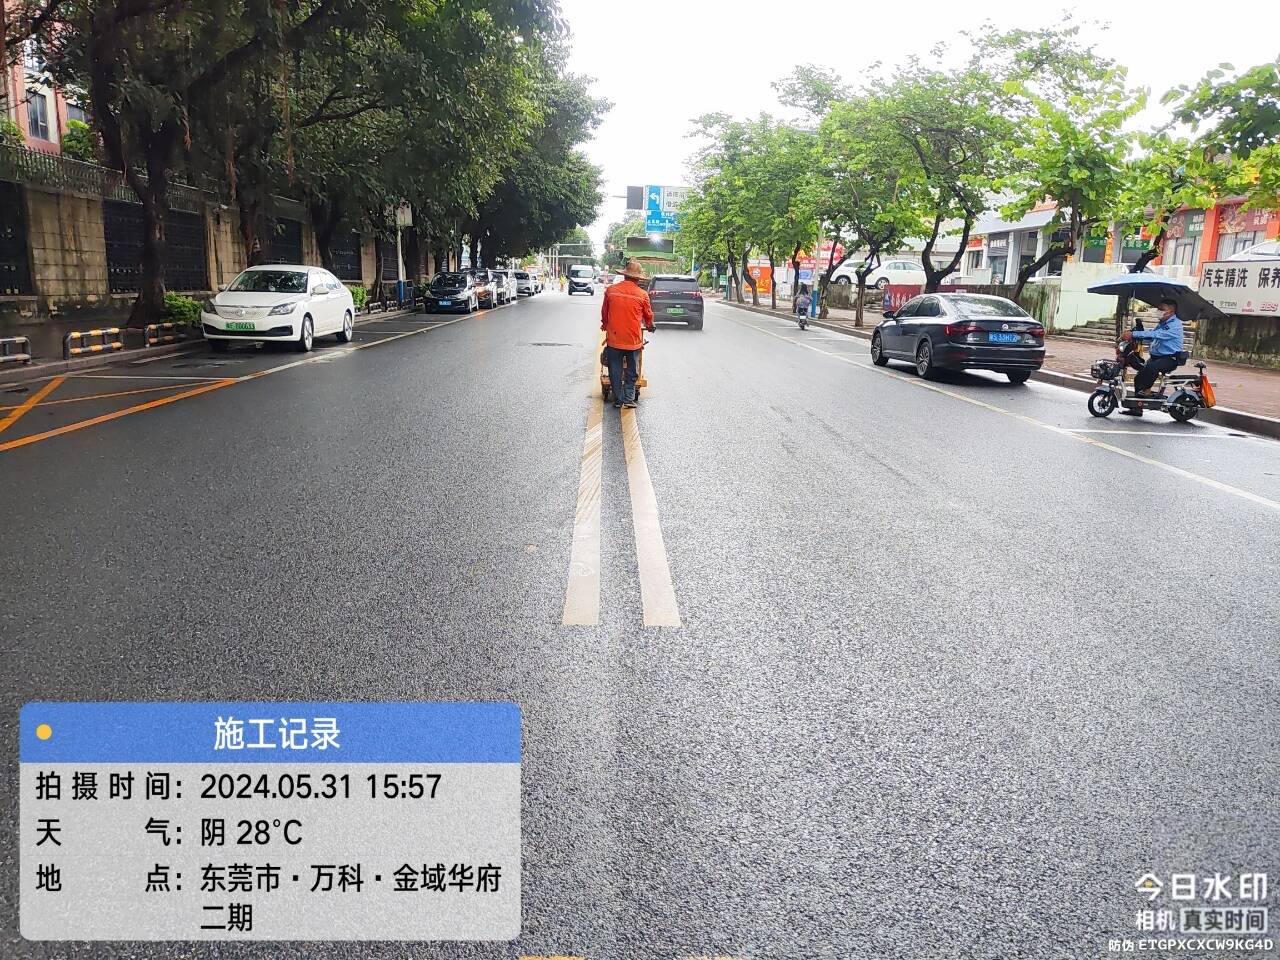 汽车精洗 保养
施工记录
拍摄时间：2024.05.31 15:57
天气：阴 28°C
地点：东莞市·万科·金域华府
二期
今日水印
相机 真实时间
防伪 ETGPXCXCW9KG4D